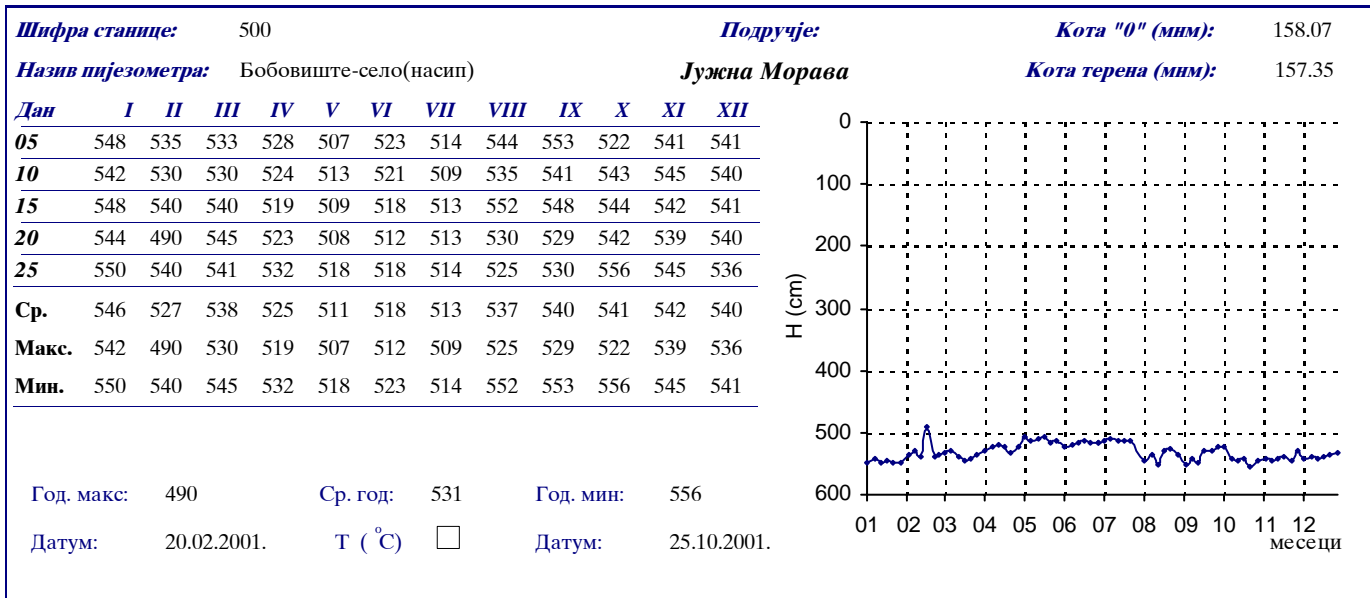 Шифра станице: 500 Подручје: Кота "0" (мнм): 158.07
Назив пијезометра: Бобовиште-село(насип) Јужна Морава Кота терена (мнм): 157.35
Дан I II III IV V VI VII VIII IX X XI XII
05 548 535 533 528 507 523 514 544 553 522 541 541
10 542 530 530 524 513 521 509 535 541 543 545 540
15 548 540 540 519 509 518 513 552 548 544 542 541
20 544 490 545 523 508 512 513 530 529 542 539 540
25 550 540 541 532 518 518 514 525 530 556 545 536
Ср. 546 527 538 525 511 518 513 537 540 541 542 540
Макс. 542 490 530 519 507 512 509 525 529 522 539 536
Мин. 550 540 545 532 518 523 514 552 553 556 545 541
Год. макс: 490 Ср. год: 531 Год. мин: 556
Датум: 20.02.2001. T ( °C) Датум: 25.10.2001.
0
100
200
300
400
500
600
H (cm)
01 02 03 04 05 06 07 08 09 10 11 12
месеци